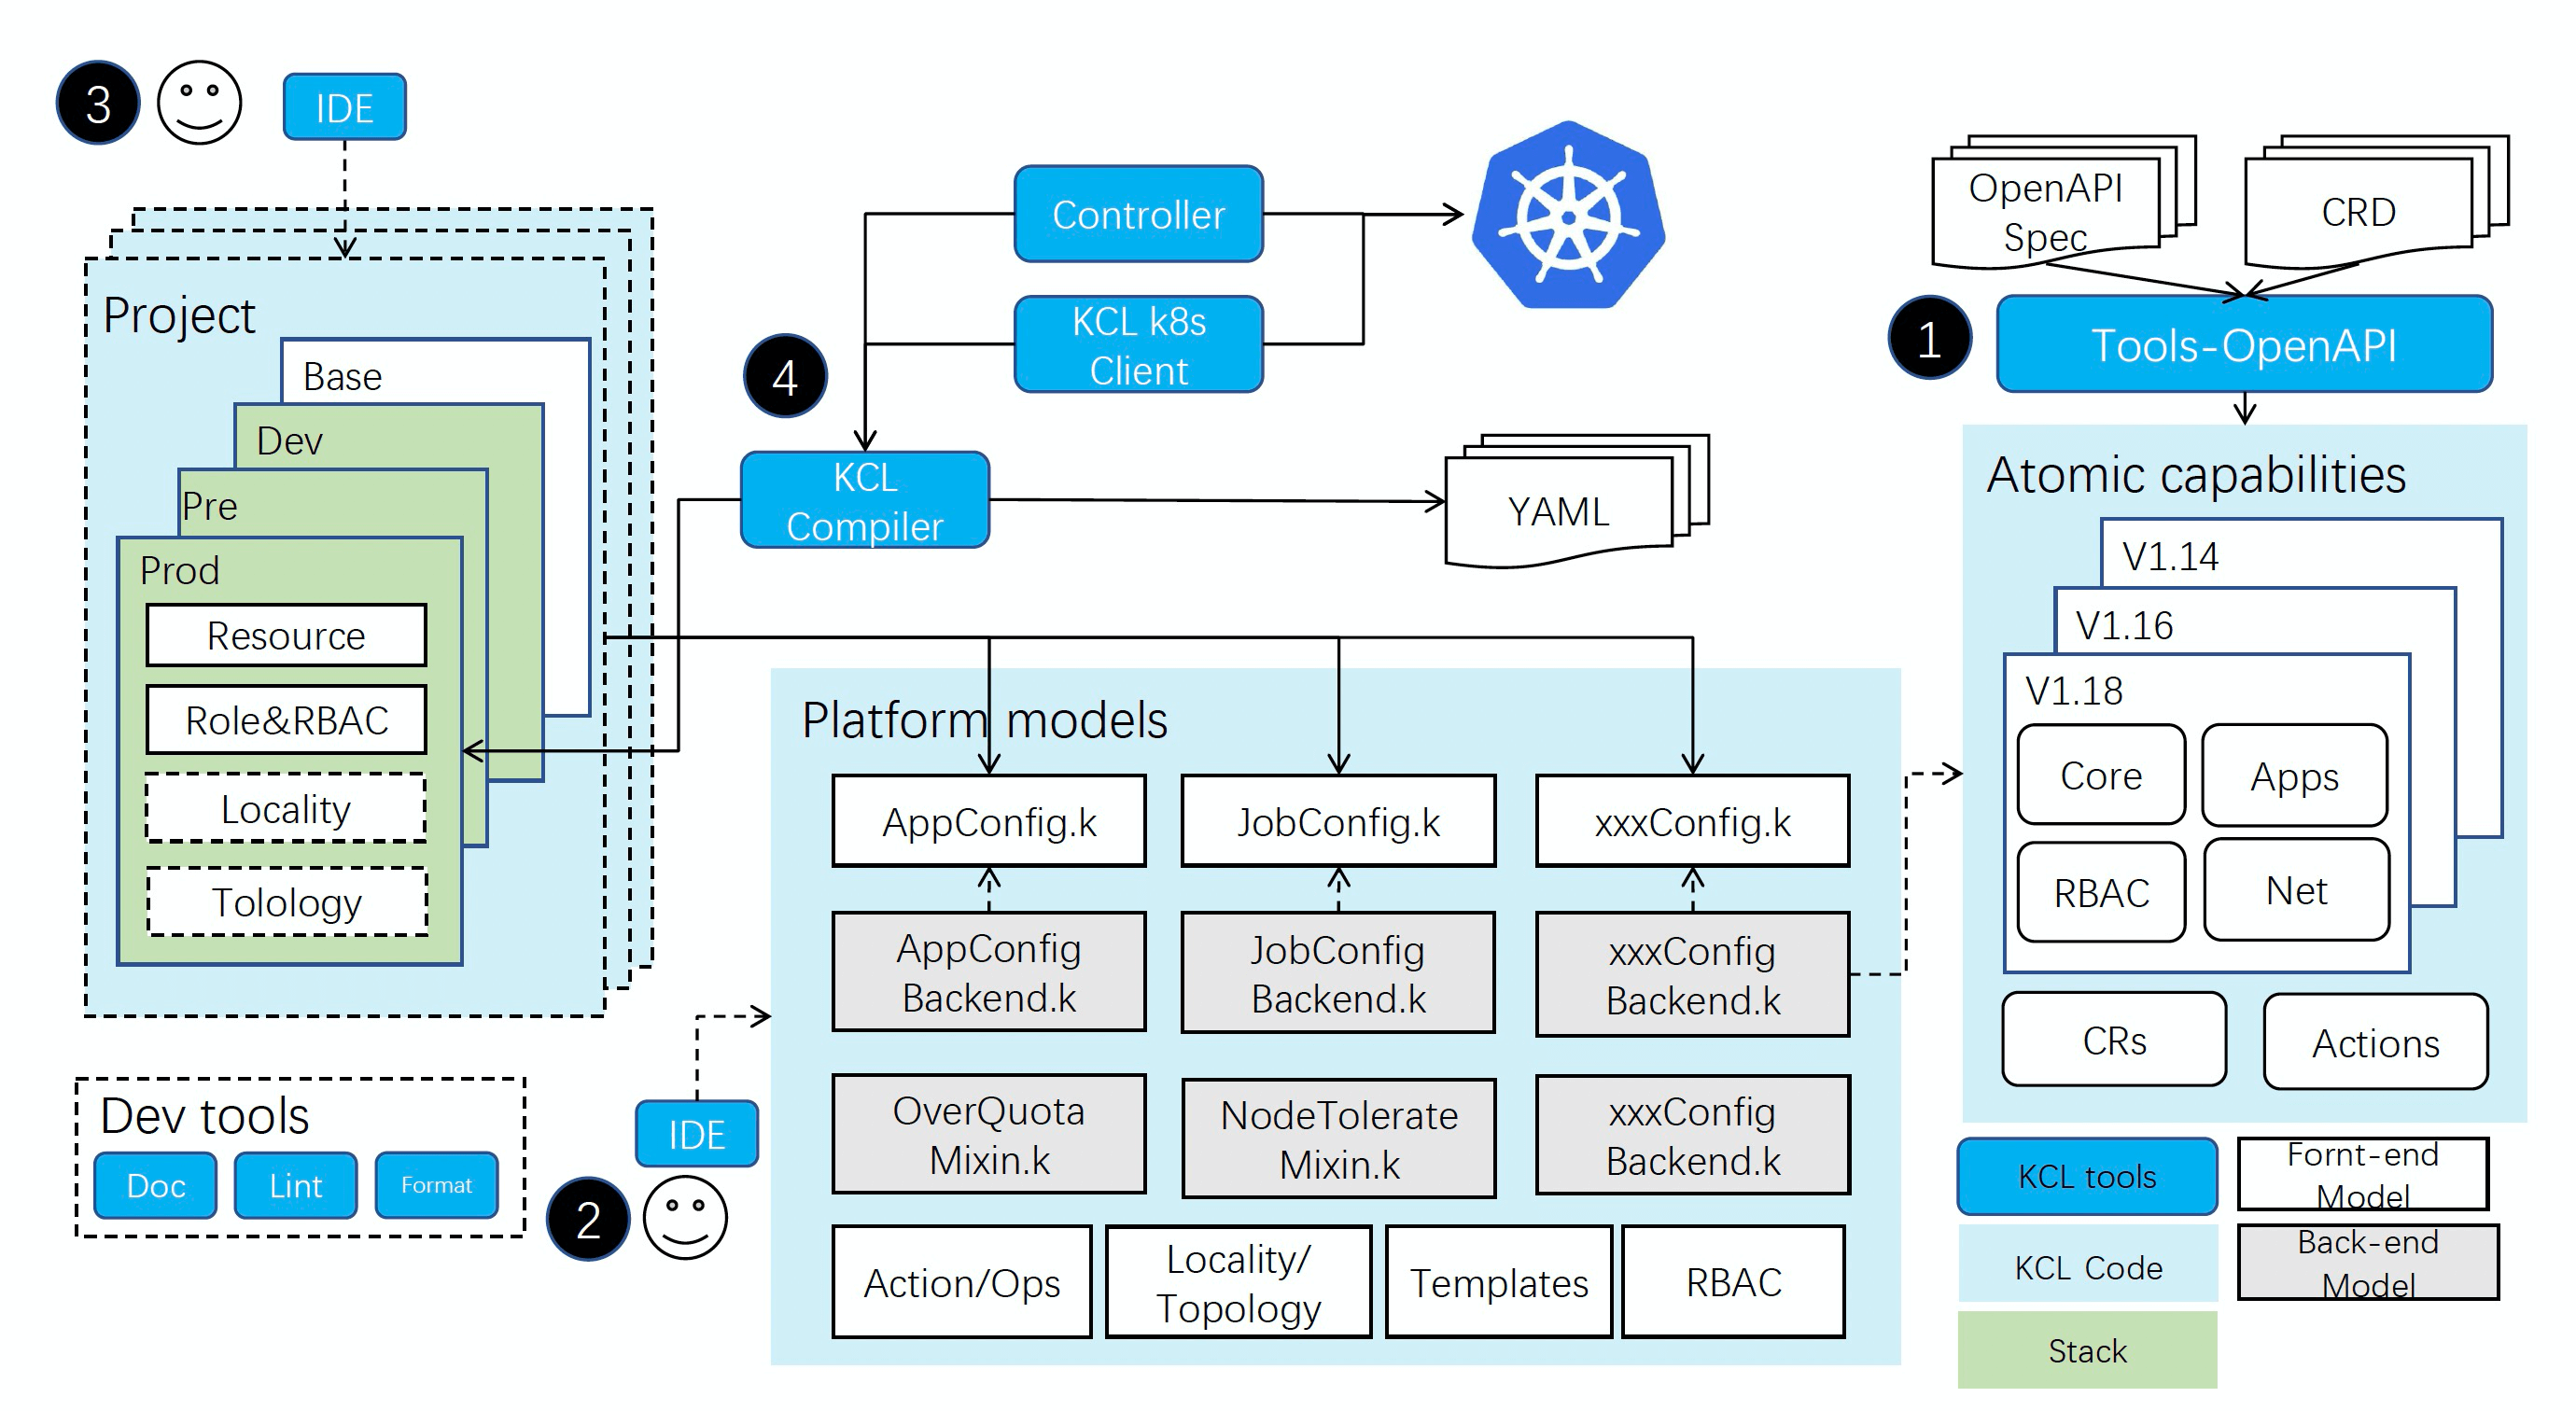 3
IDE
Project
Base
Dev
Pre
Prod
Resource
Role&RBAC
Locality
Tolology
Dev tools
Doc
Lint
Format
Controller
KCL k8s
Client
4
KCL
Compiler
YAML
OpenAPI
Spec
CRD
1
Tools-OpenAPI
Atomic capabilities
V1.14
V1.16
V1.18
Core
Apps
RBAC
Net
CRs
Actions
Platform models
AppConfig.k
JobConfig.k
xxxConfig.k
AppConfig
Backend.k
JobConfig
Backend.k
xxxConfig
Backend.k
OverQuota
Mixin.k
NodeTolerate
Mixin.k
xxxConfig
Backend.k
Action/Ops
Locality/
Topology
Templates
RBAC
IDE
2
KCL tools
Fornt-end
Model
KCL Code
Back-end
Model
Stack